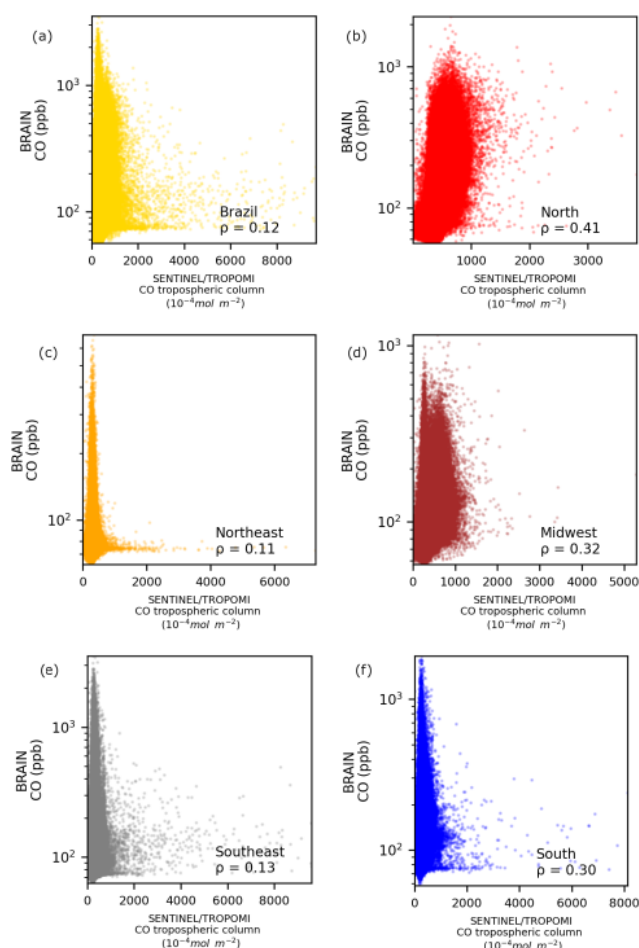 (a)
BRAIN
CO (ppb)
10³
10²
Brazil
ρ = 0.12
0 2000 4000 6000 8000
SENTINEL/TROPOMI
CO tropospheric column
(10⁻⁴mol m⁻²)
(b)
BRAIN
CO (ppb)
10³
10²
North
ρ = 0.41
1000 2000 3000
SENTINEL/TROPOMI
CO tropospheric column
(10⁻⁴mol m⁻²)
(c)
BRAIN
CO (ppb)
10²
Northeast
ρ = 0.11
0 2000 4000 6000
SENTINEL/TROPOMI
CO tropospheric column
(10⁻⁴mol m⁻²)
(d)
BRAIN
CO (ppb)
10³
10²
Midwest
ρ = 0.32
0 1000 2000 3000 4000 5000
SENTINEL/TROPOMI
CO tropospheric column
(10⁻⁴mol m⁻²)
(e)
BRAIN
CO (ppb)
10³
10²
Southeast
ρ = 0.13
0 2000 4000 6000 8000
SENTINEL/TROPOMI
CO tropospheric column
(10⁻⁴mol m⁻²)
(f)
BRAIN
CO (ppb)
10³
10²
South
ρ = 0.30
0 2000 4000 6000 8000
SENTINEL/TROPOMI
CO tropospheric column
(10⁻⁴mol m⁻²)